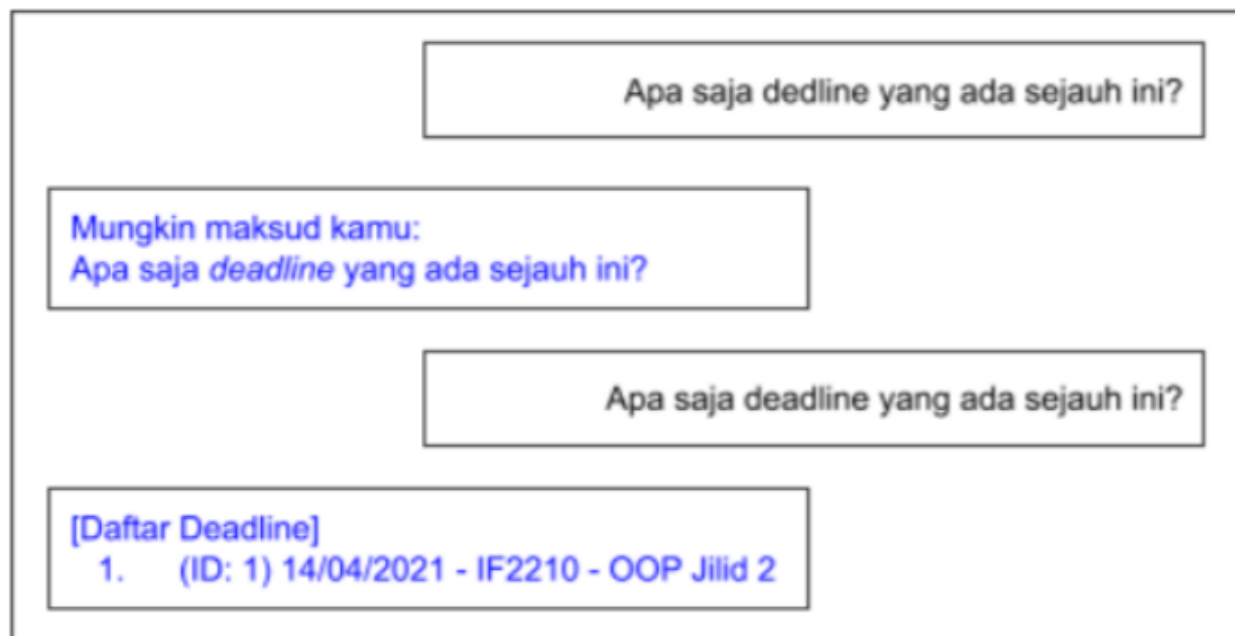 Apa saja dedline yang ada sejauh ini?
Mungkin maksud kamu:
Apa saja deadline yang ada sejauh ini?
Apa saja deadline yang ada sejauh ini?
[Daftar Deadline]
1. (ID: 1) 14/04/2021 - IF2210 - OOP Jilid 2